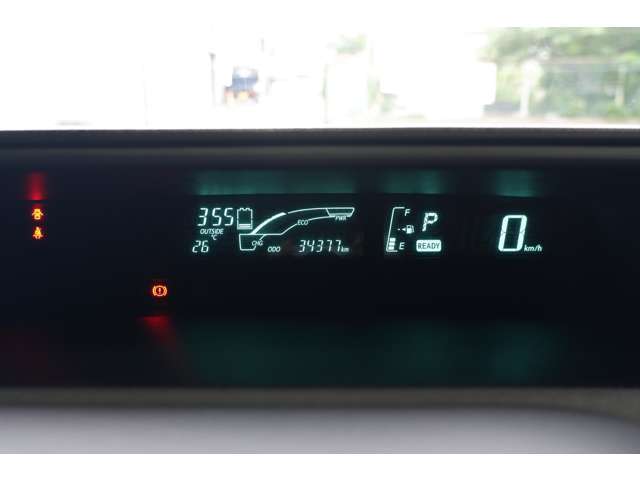 355
OUTSIDE
26 °C
CHG
ECO
PWR
ODO 34377 km
F
E
P
READY
0 km/h